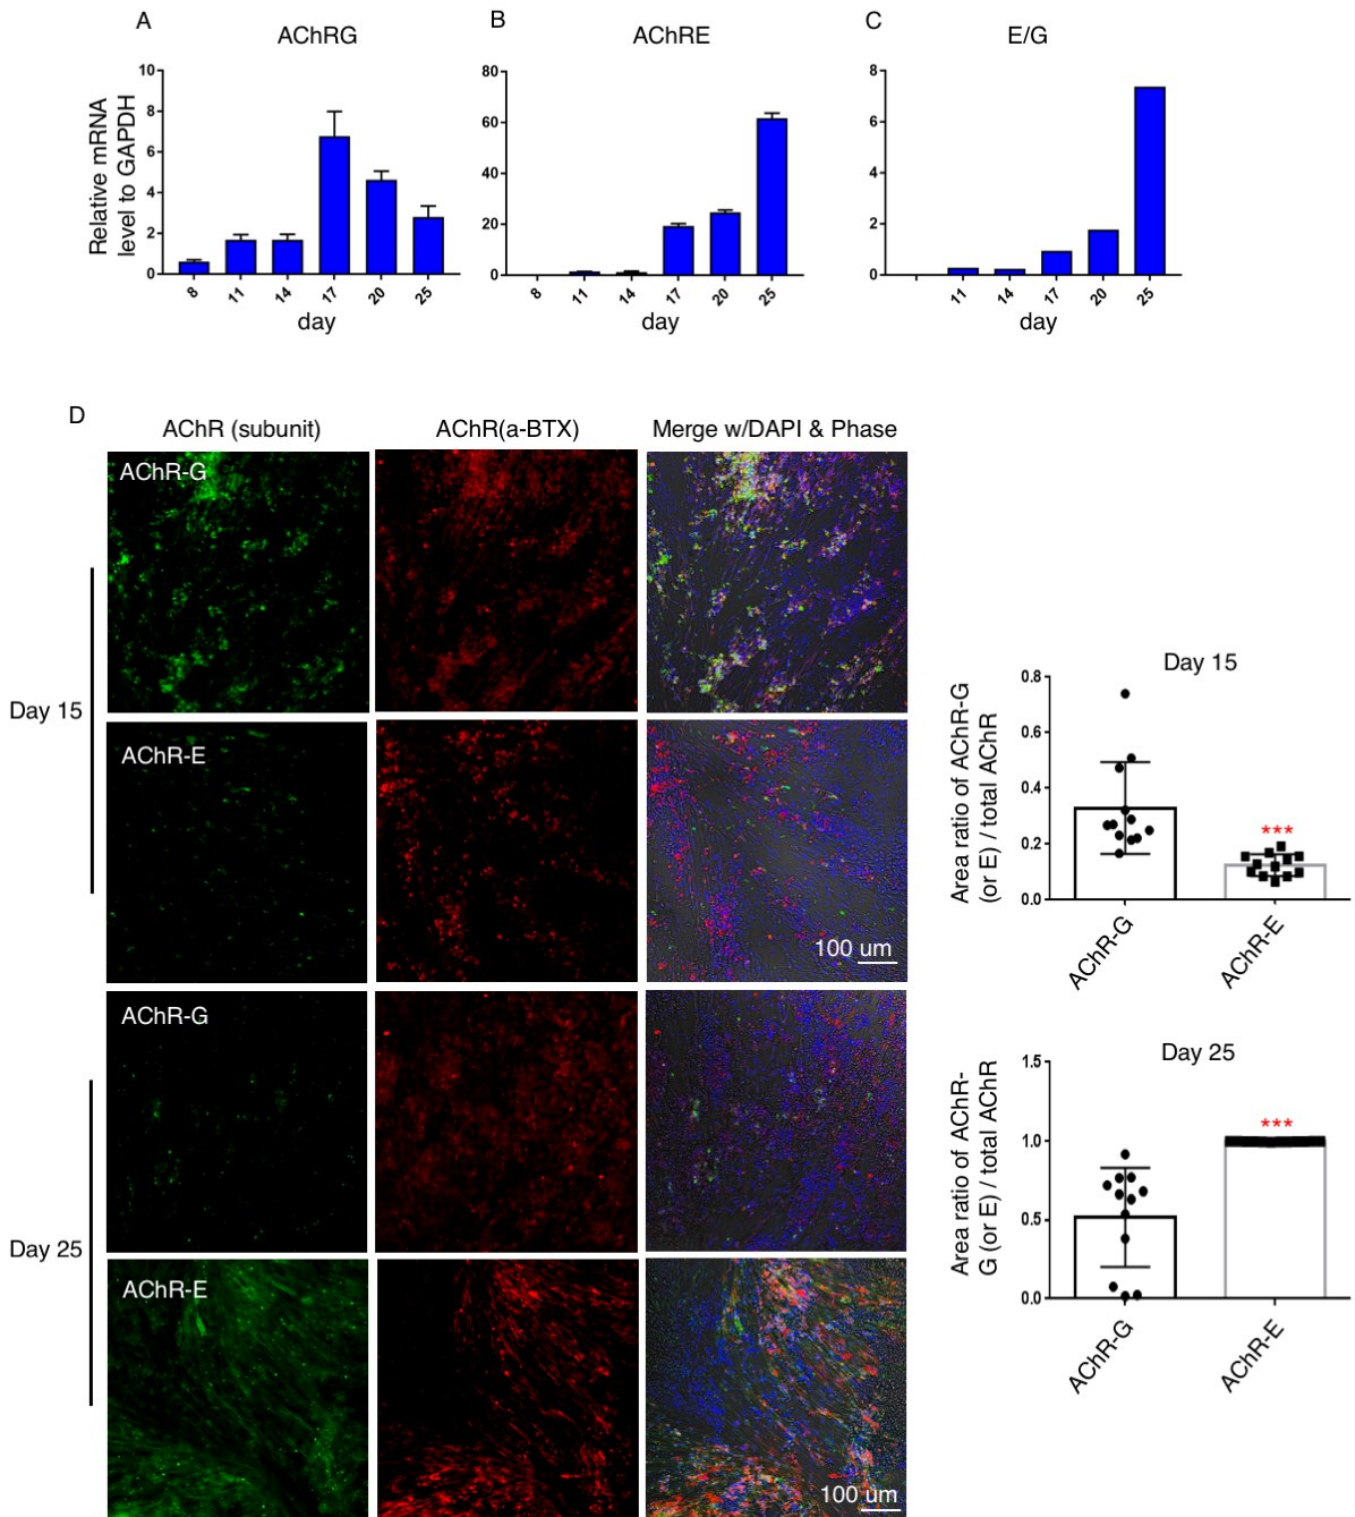 A
AChRG
Relative mRNA
level to GAPDH
10
8
6
4
2
0
8
11
14
17
20
25
day
B
AChRE
80
60
40
20
0
8
11
14
17
20
25
day
C
E/G
8
6
4
2
0
11
14
17
20
25
day
D
AChR (subunit)
AChR(a-BTX)
Merge w/DAPI & Phase
Day 15
AChR-G
AChR-E
100 um
Day 25
AChR-G
AChR-E
100 um
Day 15
Area ratio of AChR-G
(or E) / total AChR
0.8
0.6
0.4
0.2
0.0
***
AChR-G
AChR-E
Day 25
Area ratio of AChR-
G (or E) / total AChR
1.5
1.0
0.5
0.0
***
AChR-G
AChR-E